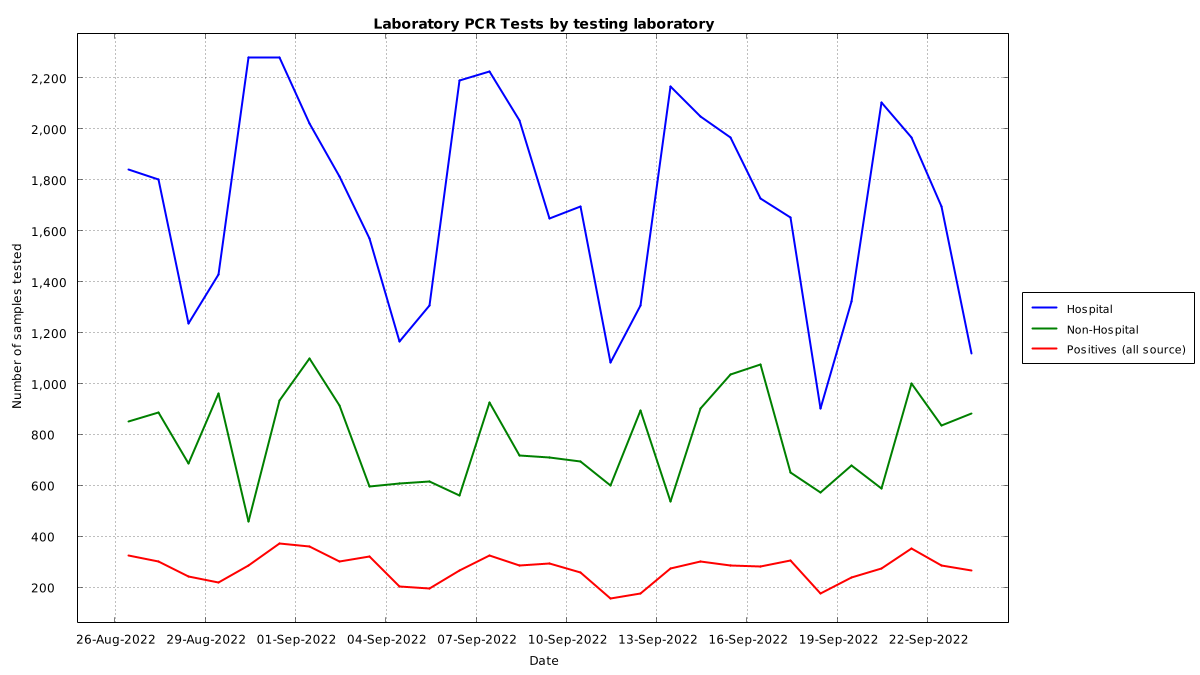 Laboratory PCR Tests by testing laboratory
Number of samples tested
2,200
2,000
1,800
1,600
1,400
1,200
1,000
800
600
400
200
26-Aug-2022 29-Aug-2022 01-Sep-2022 04-Sep-2022 07-Sep-2022 10-Sep-2022 13-Sep-2022 16-Sep-2022 19-Sep-2022 22-Sep-2022
Date
Hospital
Non-Hospital
Positives (all source)